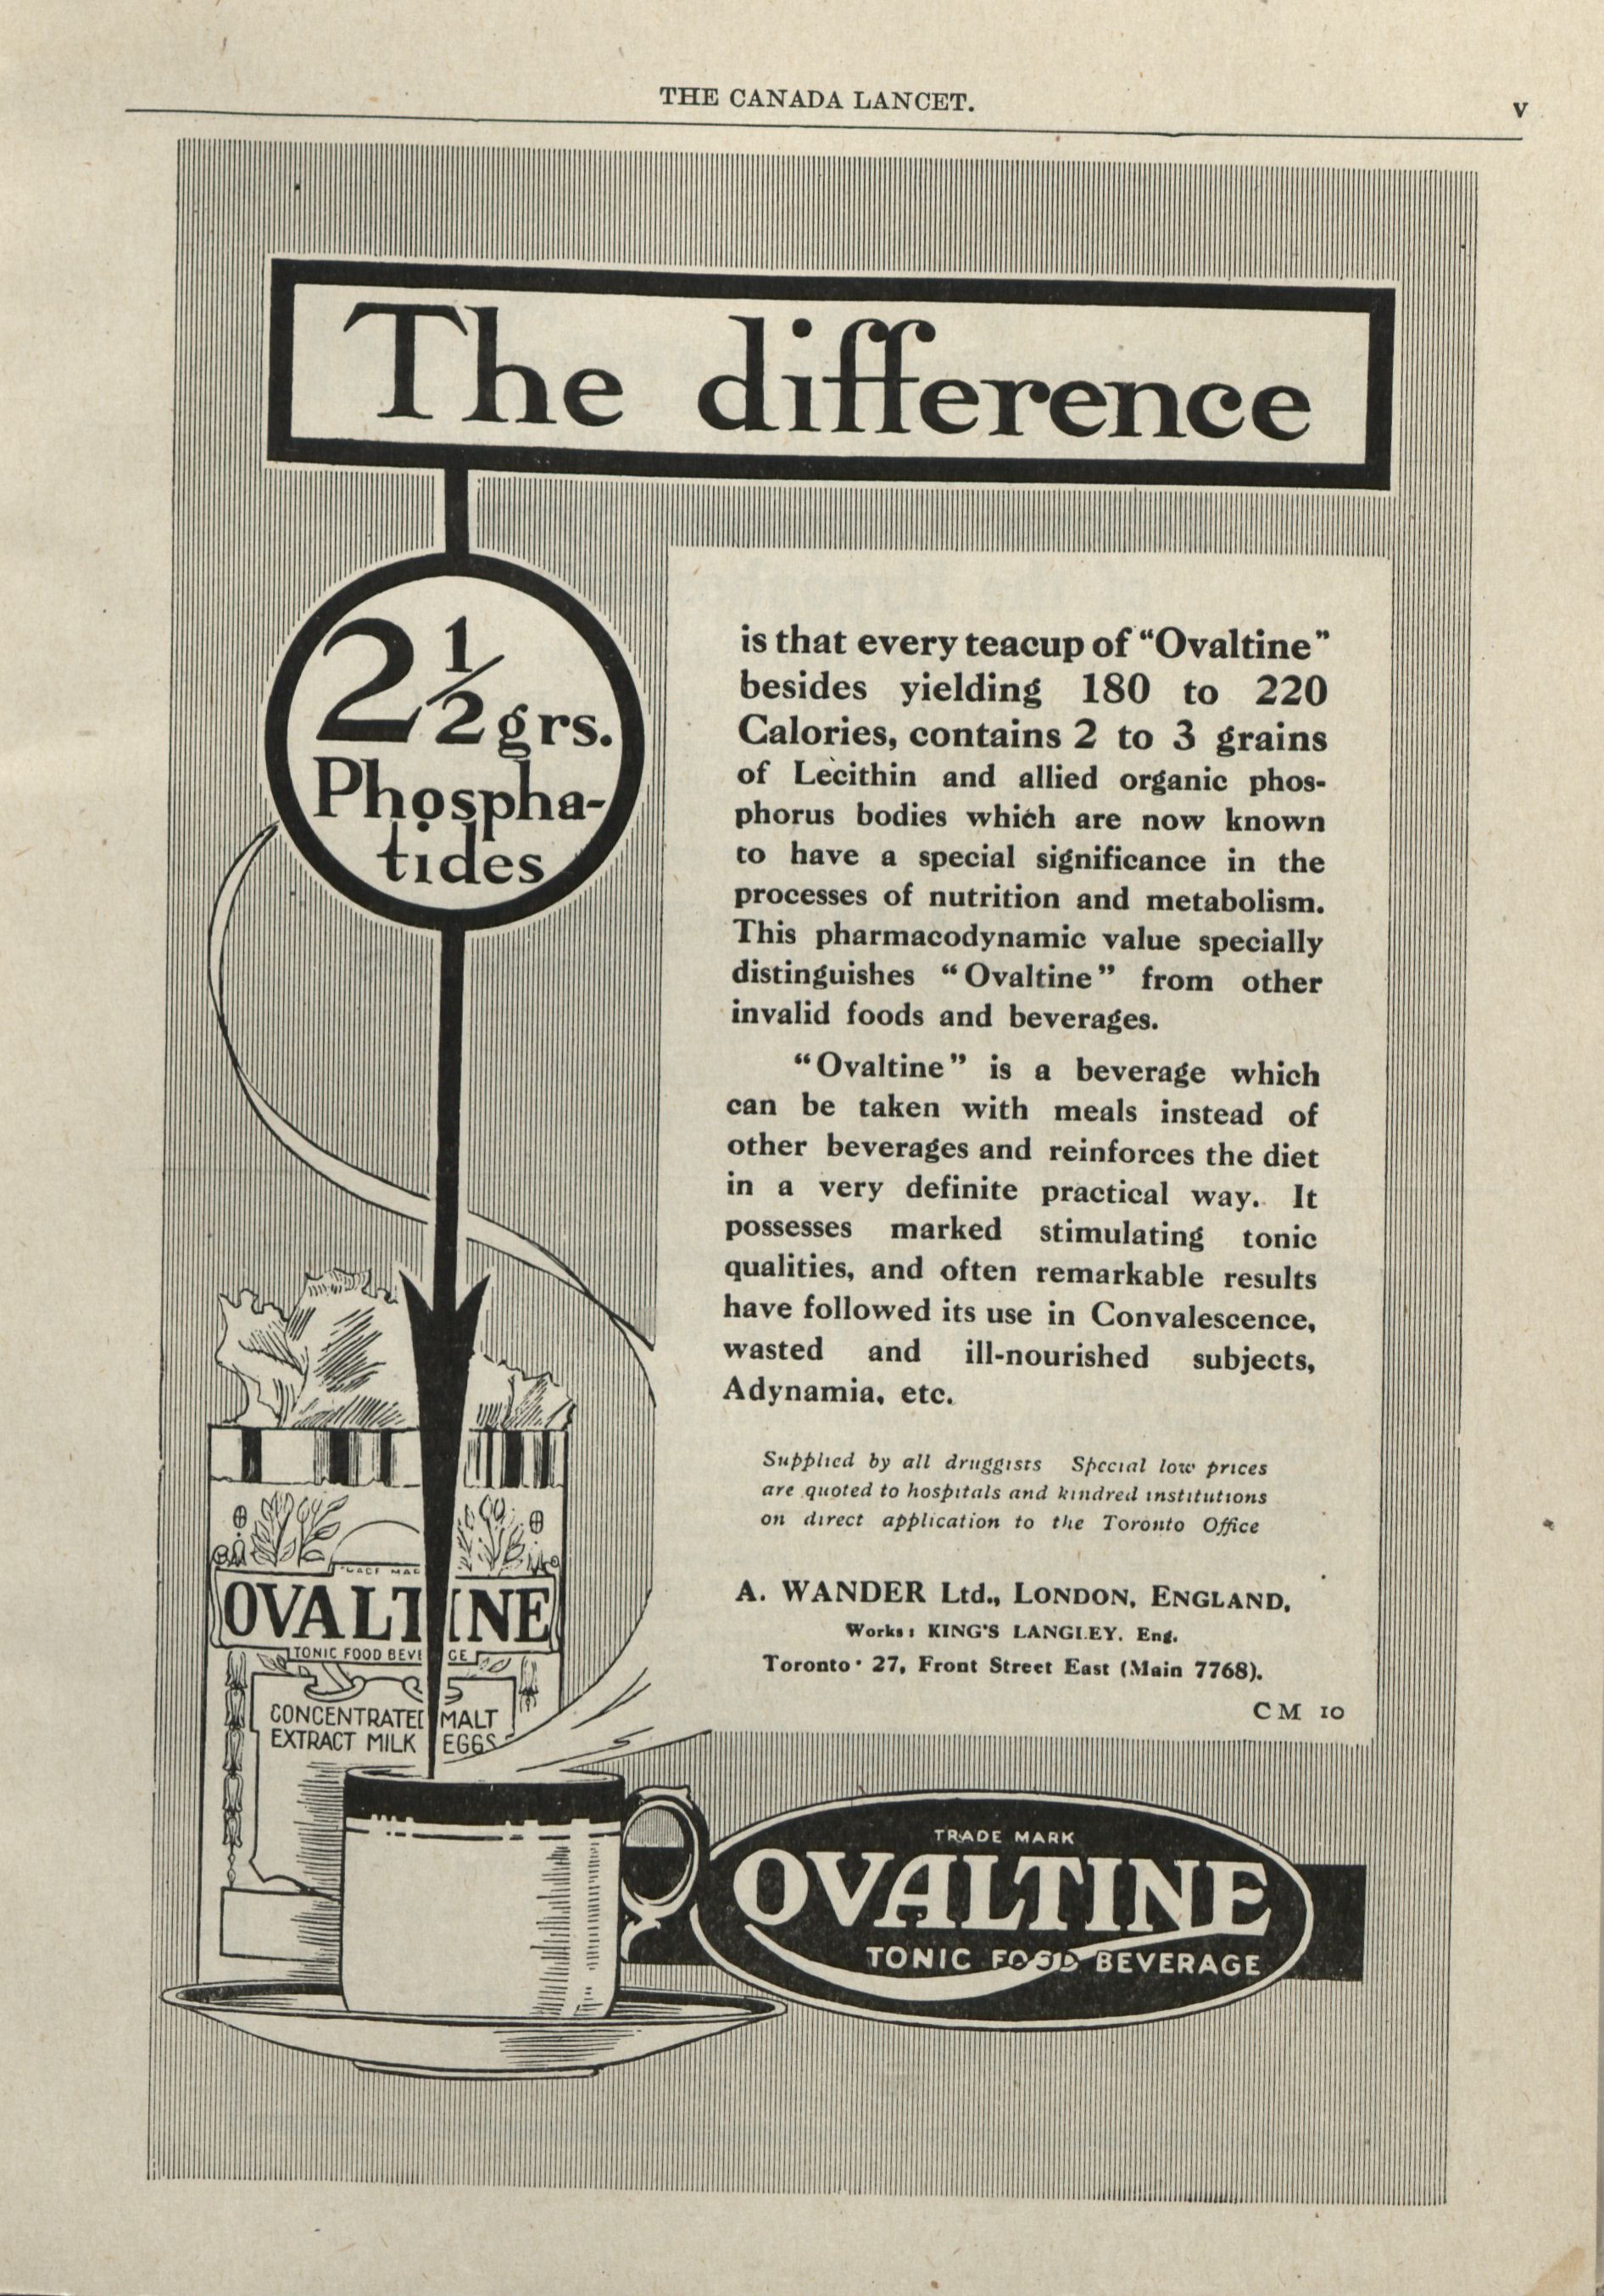 THE CANADA LANCET.
v
The difference
2½ grs.
Phospha-
tides
is that every teacup of “Ovaltine”
besides yielding 180 to 220
Calories, contains 2 to 3 grains
of Lecithin and allied organic phos-
phorus bodies which are now known
to have a special significance in the
processes of nutrition and metabolism.
This pharmacodynamic value specially
distinguishes “Ovaltine” from other
invalid foods and beverages.
“Ovaltine” is a beverage which
can be taken with meals instead of
other beverages and reinforces the diet
in a very definite practical way. It
possesses marked stimulating tonic
qualities, and often remarkable results
have followed its use in Convalescence,
wasted and ill-nourished subjects,
Adynamia, etc.
Supplied by all druggists Special low prices
are quoted to hospitals and kindred institutions
on direct application to the Toronto Office
A. WANDER Ltd., LONDON, ENGLAND,
Works: KING'S LANGLEY, Eng.
Toronto· 27, Front Street East (Main 7768).
CM 10
OVALTINE
TONIC FOOD BEVE GE
CONCENTRATED MALT
EXTRACT MILK EGGS
TRADE MARK
OVALTINE
TONIC FOOD BEVERAGE